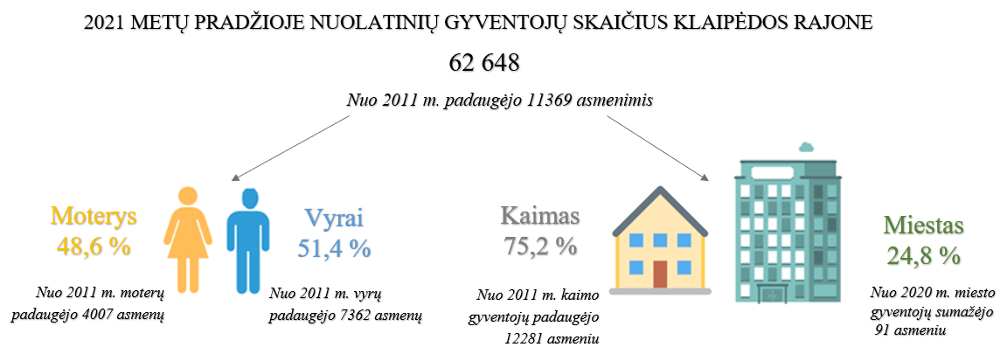 2021 METŲ PRADŽIOJE NUOLATINIŲ GYVENTOJŲ SKAIČIUS KLAIPĖDOS RAJONE
62 648
Nuo 2011 m. padaugėjo 11369 asmenimis
Moterys
48,6 %
Nuo 2011 m. moterų
padaugėjo 4007 asmenų
Vyrai
51,4 %
Nuo 2011 m. vyrų
padaugėjo 7362 asmenų
Kaimas
75,2 %
Nuo 2011 m. kaimo
gyventojų padaugėjo
12281 asmeniu
Miestas
24,8 %
Nuo 2020 m. miesto
gyventojų sumažėjo
91 asmeniu